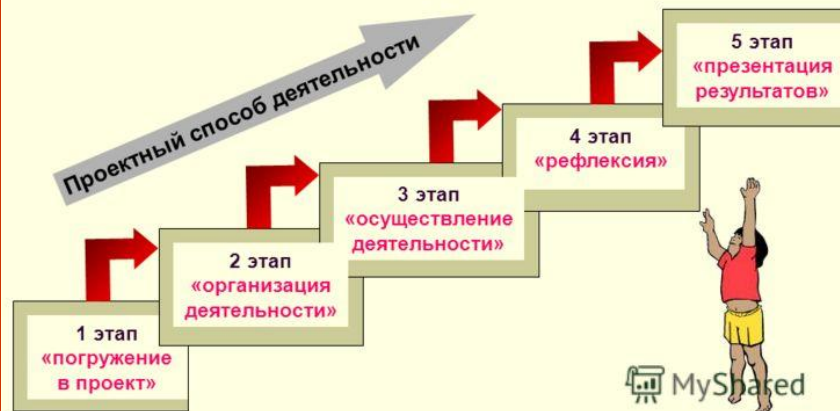 Проектный способ деятельности
5 этап
«презентация
результатов»
4 этап
«рефлексия»
3 этап
«осуществление
деятельности»
2 этап
«организация
деятельности»
1 этап
«погружение
в проект»
MyShared